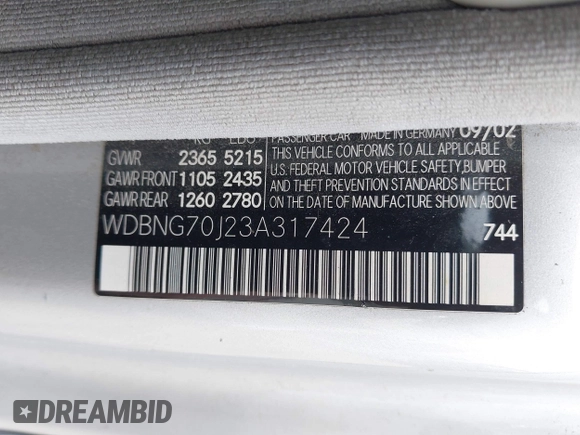 KG LBS PASSENGER CAR MADE IN GERMANY 09/02
GVWR 2365 5215 THIS VEHICLE CONFORMS TO ALL APPLICABLE
GAWR FRONT 1105 2435 U.S. FEDERAL MOTOR VEHICLE SAFETY, BUMPER
GAWR REAR 1260 2780 AND THEFT PREVENTION STANDARDS IN EFFECT
ON THE DATE OF MANUFACTURE SHOWN ABOVE
WDBNG70J23A317424 744
DREAMBID